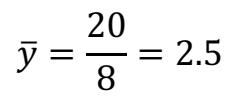 ȳ = 20/8 = 2.5